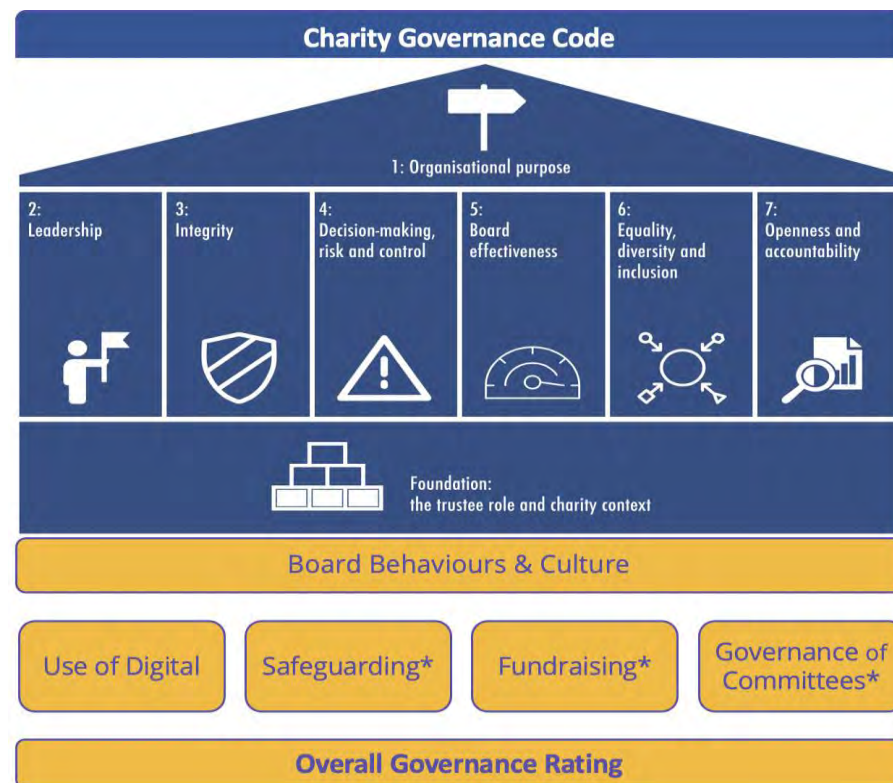 Charity Governance Code
1: Organisational purpose
2:
Leadership
3:
Integrity
4:
Decision-making,
risk and control
5:
Board
effectiveness
6:
Equality,
diversity and
inclusion
7:
Openness and
accountability
Foundation:
the trustee role and charity context
Board Behaviours & Culture
Use of Digital
Safeguarding*
Fundraising*
Governance of
Committees*
Overall Governance Rating